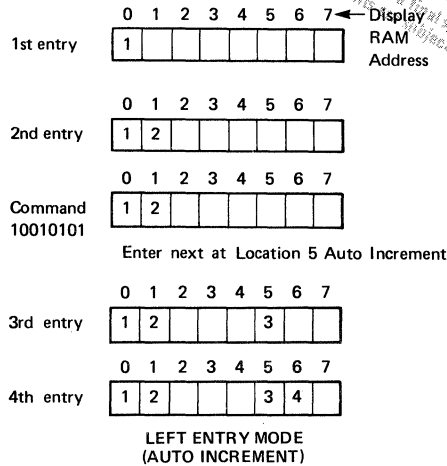 0 1 2 3 4 5 6 7 Display
1st entry 1 RAM
Address
0 1 2 3 4 5 6 7
2nd entry 1 2
0 1 2 3 4 5 6 7
Command 1 2
10010101
Enter next at Location 5 Auto Increment
0 1 2 3 4 5 6 7
3rd entry 1 2 3
0 1 2 3 4 5 6 7
4th entry 1 2 3 4
LEFT ENTRY MODE
(AUTO INCREMENT)